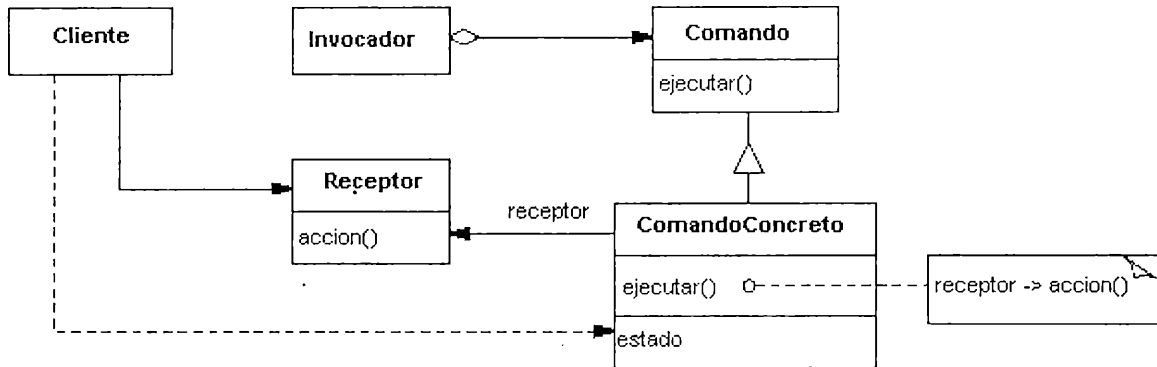 Cliente
Invocador
Comando
ejecutar()
Receptor
accion()
receptor
ComandoConcreto
ejecutar()
estado
receptor -> accion()